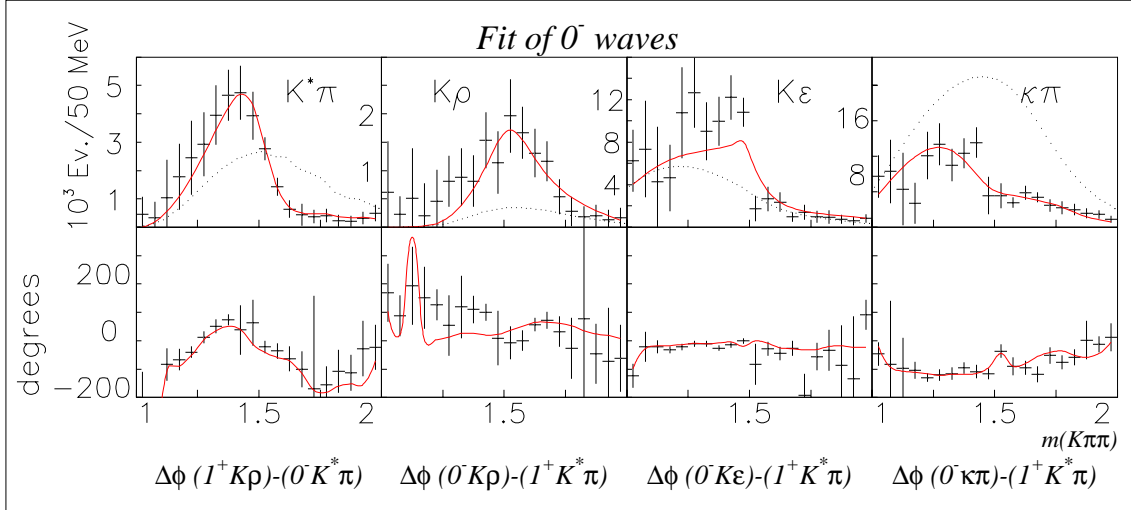 Fit of 0⁻ waves
10³ Ev./50 MeV
5
3
1
K*π
2
1
Kρ
12
8
4
Kε
16
8
κπ
degrees
200
0
−200
1 1.5 2
1.5
1.5
1 1.5 2
m(Kππ)
Δϕ (1⁺Kρ)-(0⁻K*π) Δϕ (0⁻Kρ)-(1⁺K*π) Δϕ (0⁻Kε)-(1⁺K*π) Δϕ (0⁻κπ)-(1⁺K*π)